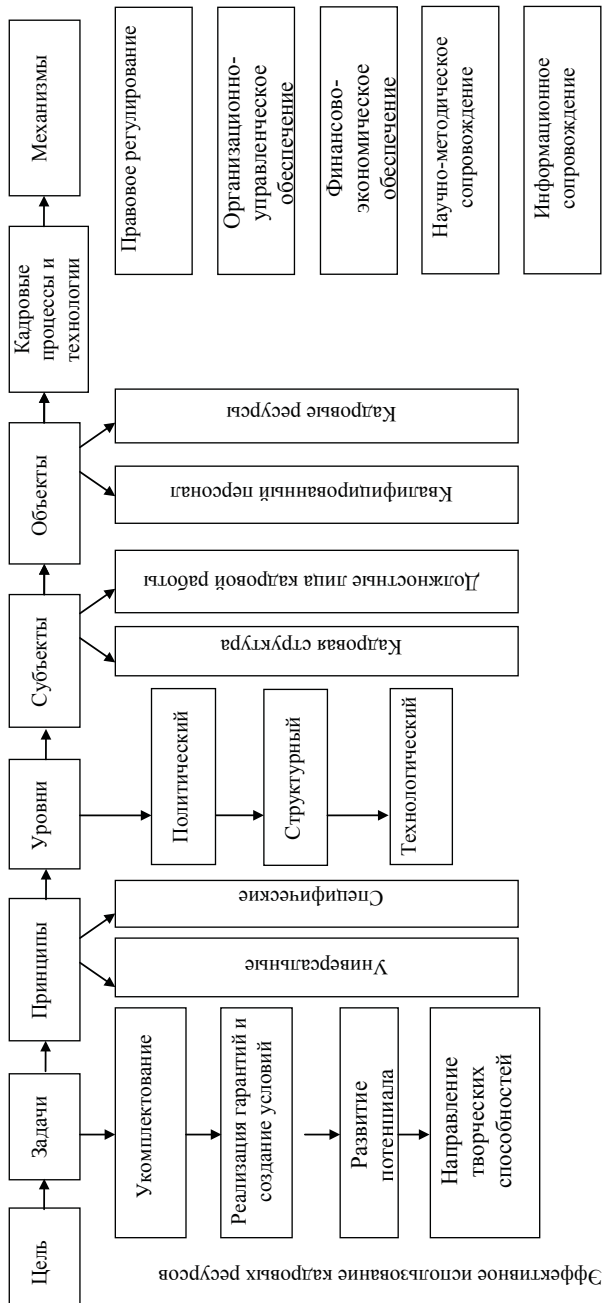 Цель
Задачи
Принципы
Уровни
Субъекты
Объекты
Кадровые
процессы и
технологии
Механизмы
Эффективное использование кадровых ресурсов
Укомплектование
Реализация гарантий и
создание условий
Развитие
потенциала
Направление
творческих
способностей
Универсальные
Специфические
Политический
Структурный
Технологический
Кадровая структура
Должностные лица кадровой работы
Квалифицированный персонал
Кадровые ресурсы
Правовое регулирование
Организационно-
управленческое
обеспечение
Финансово-
экономическое
обеспечение
Научно-методическое
сопровождение
Информационное
сопровождение